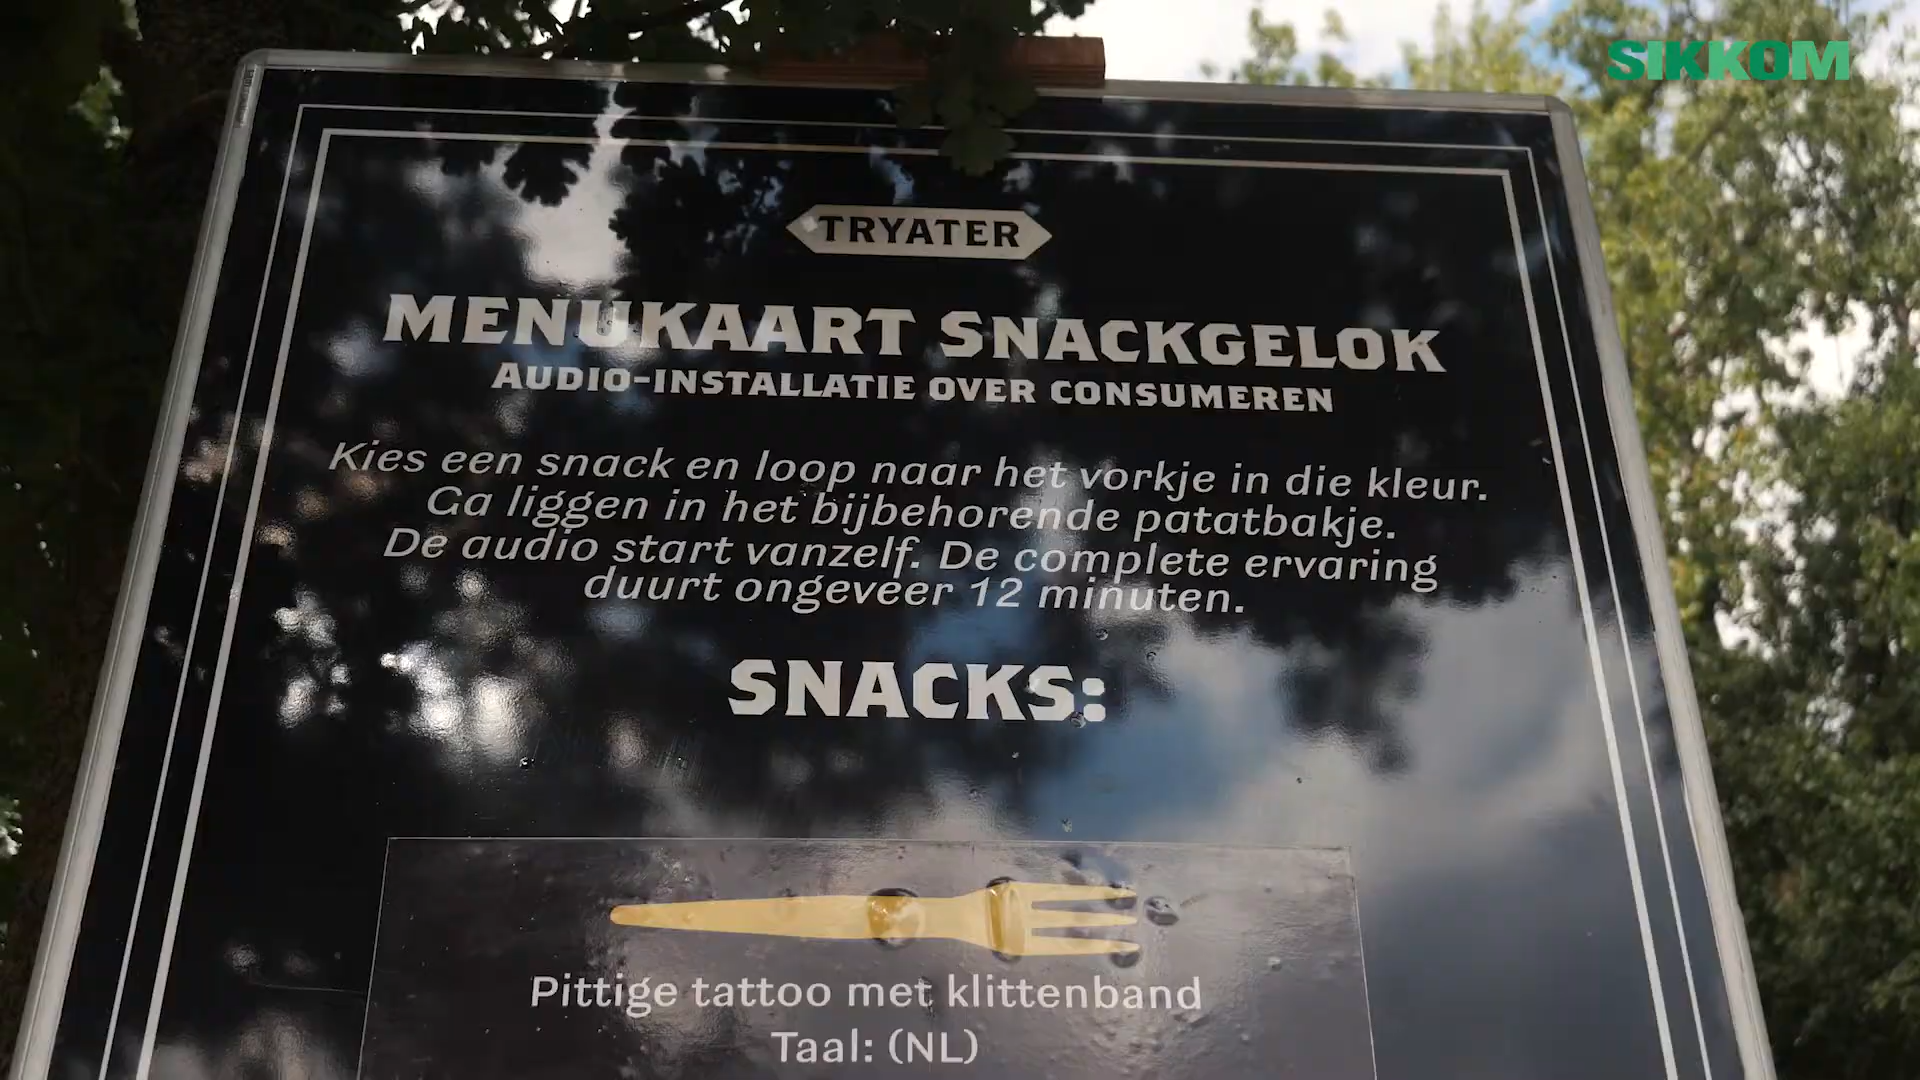 SIKKOM
TRYATER
MENUKAART SNACKGELOK
AUDIO-INSTALLATIE OVER CONSUMEREN
Kies een snack en loop naar het vorkje in die kleur.
Ga liggen in het bijbehorende patatbakje.
De audio start vanzelf. De complete ervaring
duurt ongeveer 12 minuten.
SNACKS:
Pittige tattoo met klittenband
Taal: (NL)